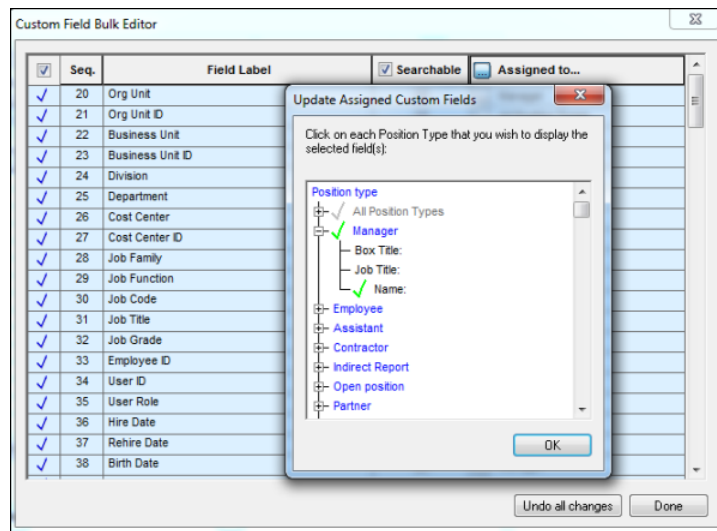 Custom Field Bulk Editor
Seq. Field Label Searchable Assigned to...
20 Org Unit
21 Org Unit ID
22 Business Unit
23 Business Unit ID
24 Division
25 Department
26 Cost Center
27 Cost Center ID
28 Job Family
29 Job Function
30 Job Code
31 Job Title
32 Job Grade
33 Employee ID
34 User ID
35 User Role
36 Hire Date
37 Rehire Date
38 Birth Date
Update Assigned Custom Fields
Click on each Position Type that you wish to display the
selected field(s):
Position type
All Position Types
Manager
Box Title:
Job Title:
Name:
Employee
Assistant
Contractor
Indirect Report
Open position
Partner
OK
Undo all changes Done